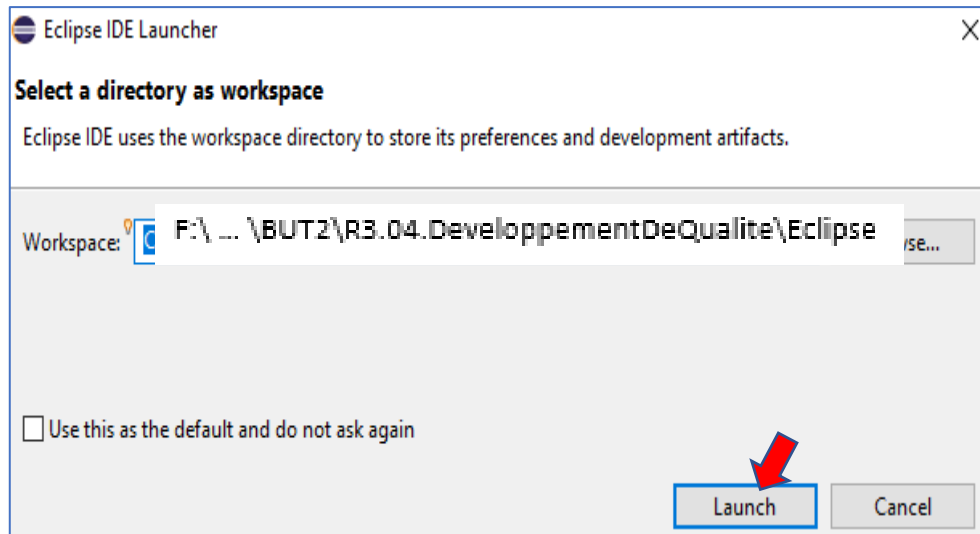 Eclipse IDE Launcher
Select a directory as workspace
Eclipse IDE uses the workspace directory to store its preferences and development artifacts.
Workspace: F:\ ... \BUT2\R3.04.DeveloppementDeQualite\Eclipse
Use this as the default and do not ask again
Launch Cancel